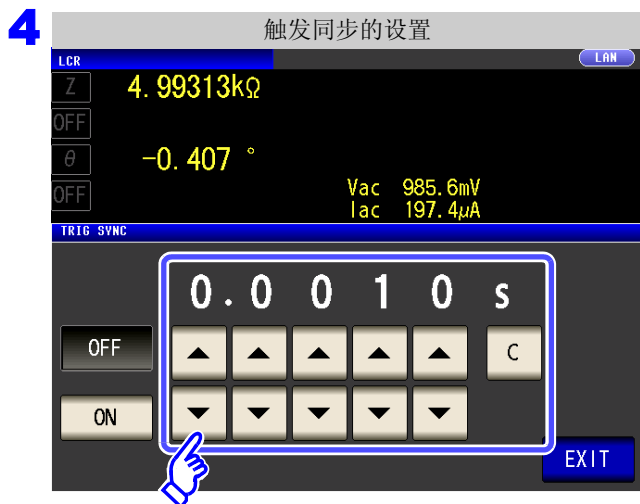 4
触发同步的设置
LCR
LAN
Z 4.99313kΩ
OFF
θ -0.407 °
OFF
Vac 985.6mV
Iac 197.4μA
TRIG SYNC
0.0010s
OFF
C
ON
EXIT